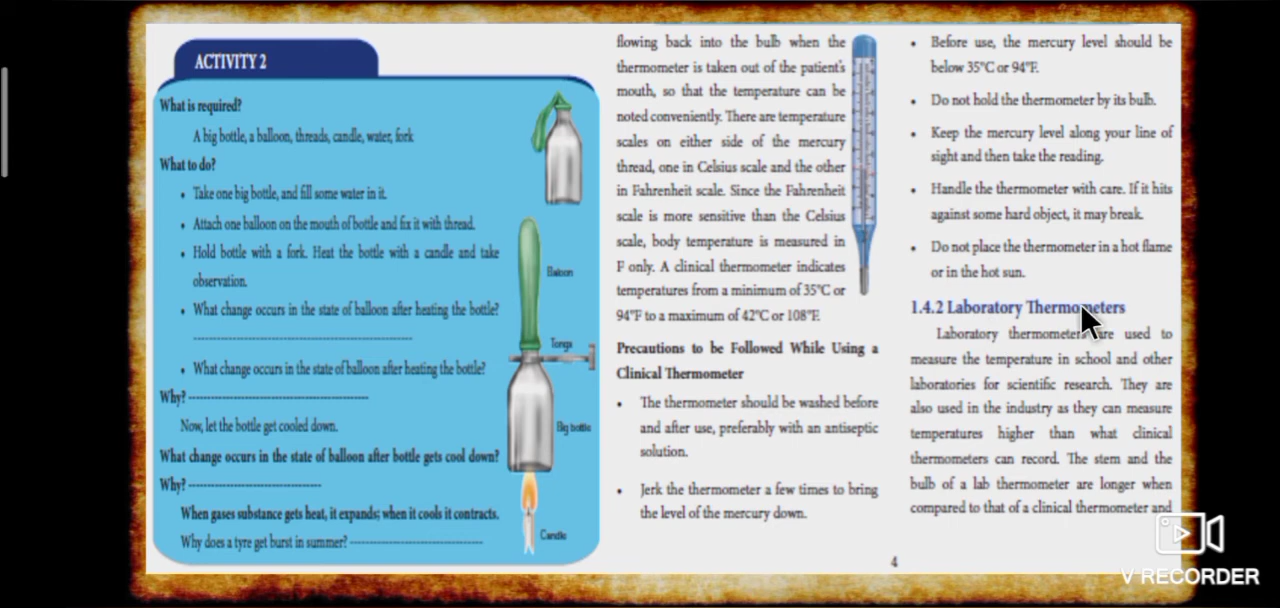 ACTIVITY 2
What is required?
A big bottle, a balloon, threads, candle, water, fork
What to do?
• Take one big bottle, and fill some water in it.
• Attach one balloon on the mouth of bottle and fix it with thread.
• Hold bottle with a fork. Heat the bottle with a candle and take
observation.
• What change occurs in the state of balloon after heating the bottle?
--------------------------------------------------
• What change occurs in the state of balloon after heating the bottle?
Why? -----------------------------------------
Now, let the bottle get cooled down.
What change occurs in the state of balloon after bottle gets cool down?
Why? ------------------------------
When gases substance gets heat, it expands; when it cools it contracts.
Why does a tyre get burst in summer? ------------------------------
Balloon
Tongs
Big bottle
Candle
flowing back into the bulb when the
thermometer is taken out of the patient's
mouth, so that the temperature can be
noted conveniently. There are temperature
scales on either side of the mercury
thread, one in Celsius scale and the other
in Fahrenheit scale. Since the Fahrenheit
scale is more sensitive than the Celsius
scale, body temperature is measured in
F only. A clinical thermometer indicates
temperatures from a minimum of 35°C or
94°F to a maximum of 42°C or 108°F.
Precautions to be Followed While Using a
Clinical Thermometer
• The thermometer should be washed before
and after use, preferably with an antiseptic
solution.
• Jerk the thermometer a few times to bring
the level of the mercury down.
• Before use, the mercury level should be
below 35°C or 94°F.
• Do not hold the thermometer by its bulb.
• Keep the mercury level along your line of
sight and then take the reading.
• Handle the thermometer with care. If it hits
against some hard object, it may break.
• Do not place the thermometer in a hot flame
or in the hot sun.
1.4.2 Laboratory Thermometers
Laboratory thermometers are used to
measure the temperature in school and other
laboratories for scientific research. They are
also used in the industry as they can measure
temperatures higher than what clinical
thermometers can record. The stem and the
bulb of a lab thermometer are longer when
compared to that of a clinical thermometer and
4
V RECORDER